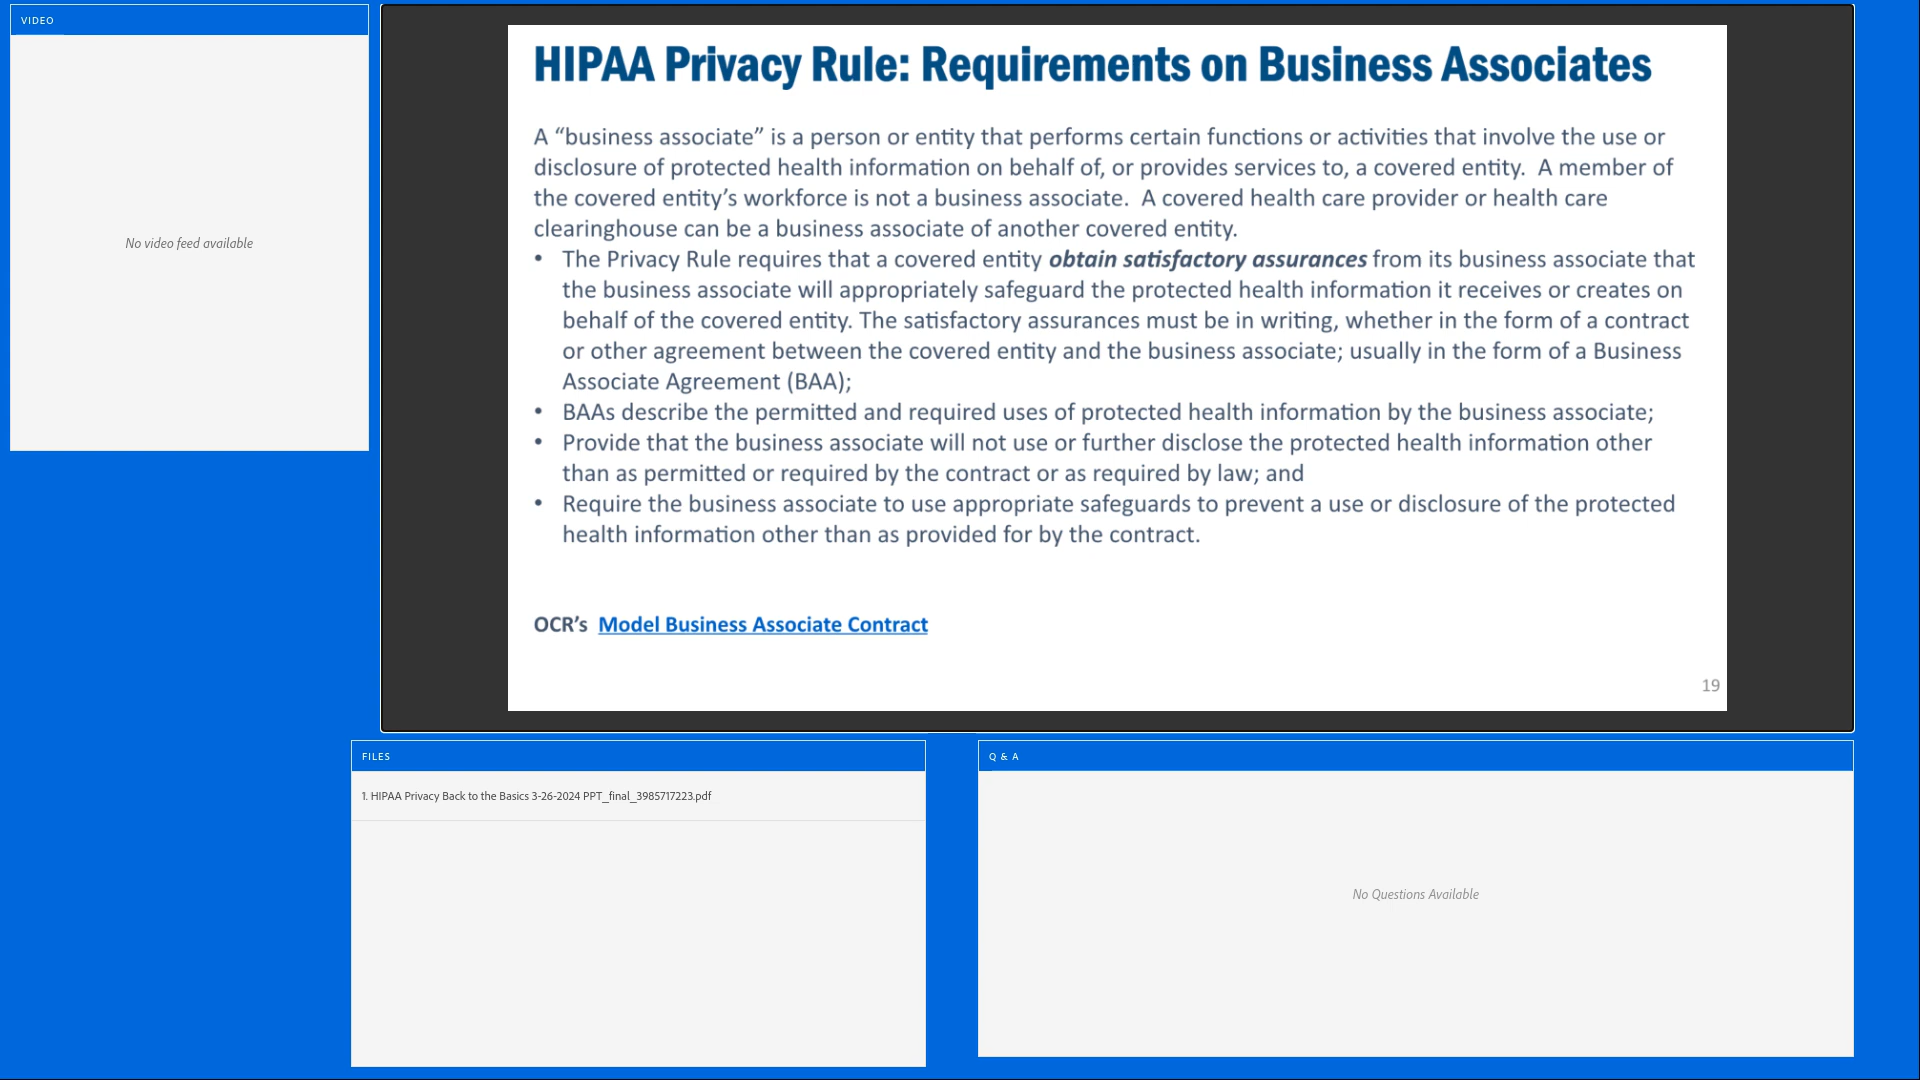 VIDEO
No video feed available
HIPAA Privacy Rule: Requirements on Business Associates
A “business associate” is a person or entity that performs certain functions or activities that involve the use or
disclosure of protected health information on behalf of, or provides services to, a covered entity.  A member of
the covered entity’s workforce is not a business associate.  A covered health care provider or health care
clearinghouse can be a business associate of another covered entity.
• The Privacy Rule requires that a covered entity obtain satisfactory assurances from its business associate that
the business associate will appropriately safeguard the protected health information it receives or creates on
behalf of the covered entity. The satisfactory assurances must be in writing, whether in the form of a contract
or other agreement between the covered entity and the business associate; usually in the form of a Business
Associate Agreement (BAA);
• BAAs describe the permitted and required uses of protected health information by the business associate;
• Provide that the business associate will not use or further disclose the protected health information other
than as permitted or required by the contract or as required by law; and
• Require the business associate to use appropriate safeguards to prevent a use or disclosure of the protected
health information other than as provided for by the contract.
OCR’s  Model Business Associate Contract
19
FILES
1. HIPAA Privacy Back to the Basics 3-26-2024 PPT_final_3985717223.pdf
Q & A
No Questions Available